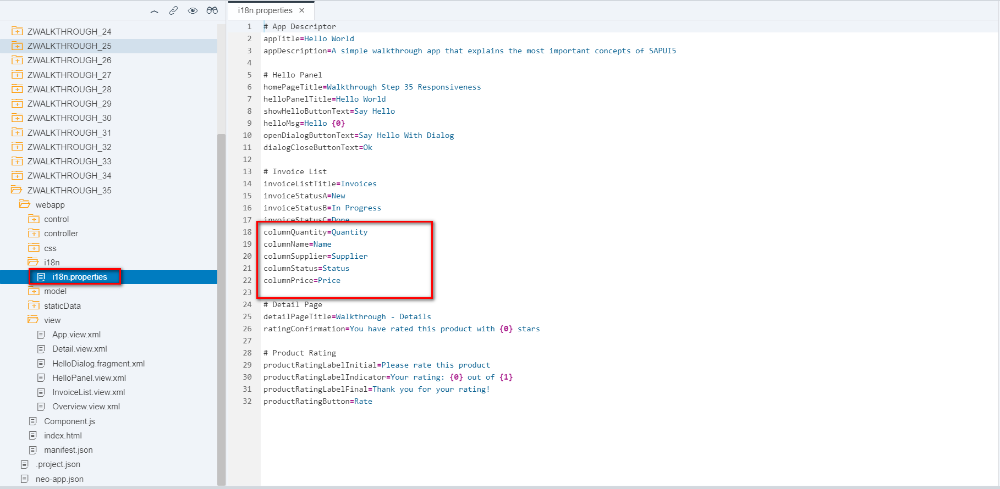 i18n.properties ×
ZWALKTHROUGH_24
ZWALKTHROUGH_25
ZWALKTHROUGH_26
ZWALKTHROUGH_27
ZWALKTHROUGH_28
ZWALKTHROUGH_29
ZWALKTHROUGH_30
ZWALKTHROUGH_31
ZWALKTHROUGH_32
ZWALKTHROUGH_33
ZWALKTHROUGH_34
ZWALKTHROUGH_35
webapp
control
controller
css
i18n
i18n.properties
model
staticData
view
App.view.xml
Detail.view.xml
HelloDialog.fragment.xml
HelloPanel.view.xml
InvoiceList.view.xml
Overview.view.xml
Component.js
index.html
manifest.json
.project.json
neo-app.json
1 # App Descriptor
2 appTitle=Hello World
3 appDescription=A simple walkthrough app that explains the most important concepts of SAPUI5
4
5 # Hello Panel
6 homePageTitle=Walkthrough Step 35 Responsiveness
7 helloPanelTitle=Hello World
8 showHelloButtonText=Say Hello
9 helloMsg=Hello {0}
10 openDialogButtonText=Say Hello With Dialog
11 dialogCloseButtonText=Ok
12
13 # Invoice List
14 invoiceListTitle=Invoices
15 invoiceStatusA=New
16 invoiceStatusB=In Progress
17 invoiceStatusC=Done
18 columnQuantity=Quantity
19 columnName=Name
20 columnSupplier=Supplier
21 columnStatus=Status
22 columnPrice=Price
23
24 # Detail Page
25 detailPageTitle=Walkthrough - Details
26 ratingConfirmation=You have rated this product with {0} stars
27
28 # Product Rating
29 productRatingLabelInitial=Please rate this product
30 productRatingLabelIndicator=Your rating: {0} out of {1}
31 productRatingLabelFinal=Thank you for your rating!
32 productRatingButton=Rate